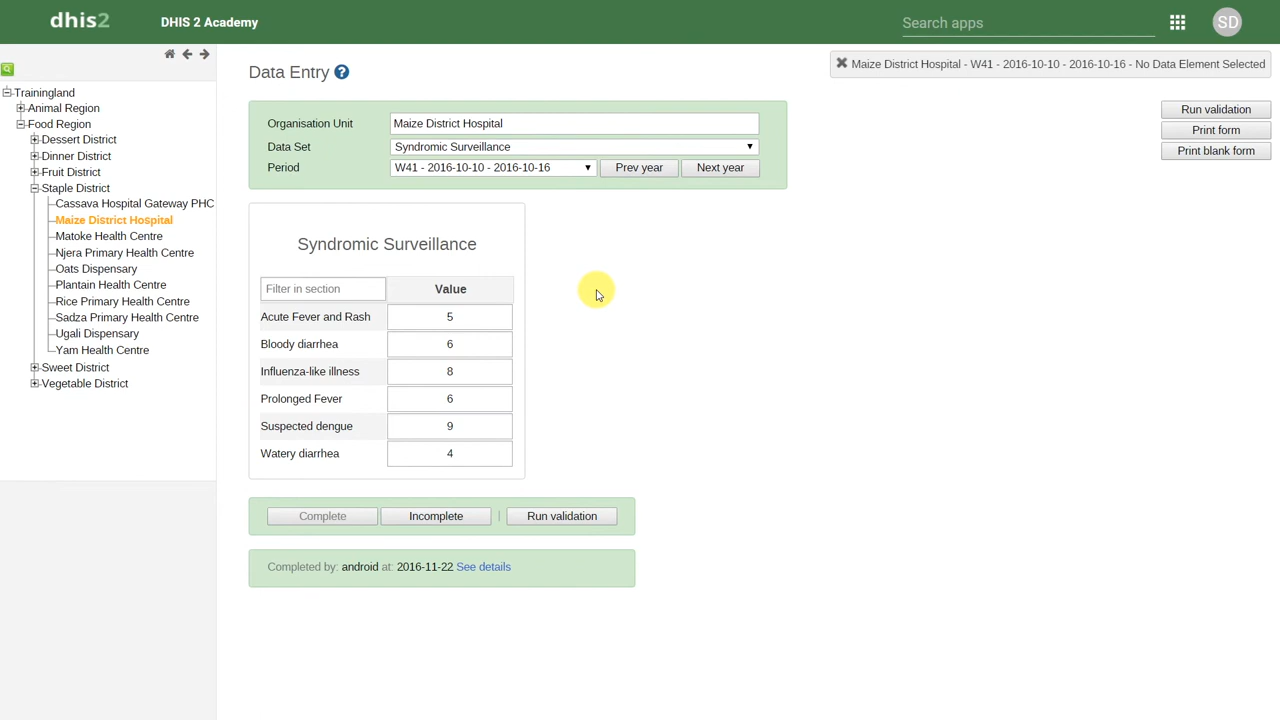 dhis2
DHIS 2 Academy
Search apps
SD
Trainingland
Animal Region
Food Region
Dessert District
Dinner District
Fruit District
Staple District
Cassava Hospital Gateway PHC
Maize District Hospital
Matoke Health Centre
Njera Primary Health Centre
Oats Dispensary
Plantain Health Centre
Rice Primary Health Centre
Sadza Primary Health Centre
Ugali Dispensary
Yam Health Centre
Sweet District
Vegetable District
Data Entry ?
Maize District Hospital - W41 - 2016-10-10 - 2016-10-16 - No Data Element Selected
Run validation
Print form
Print blank form
Organisation Unit Maize District Hospital
Data Set Syndromic Surveillance
Period W41 - 2016-10-10 - 2016-10-16 Prev year Next year
Syndromic Surveillance
Filter in section Value
Acute Fever and Rash 5
Bloody diarrhea 6
Influenza-like illness 8
Prolonged Fever 6
Suspected dengue 9
Watery diarrhea 4
Complete Incomplete | Run validation
Completed by: android at: 2016-11-22 See details